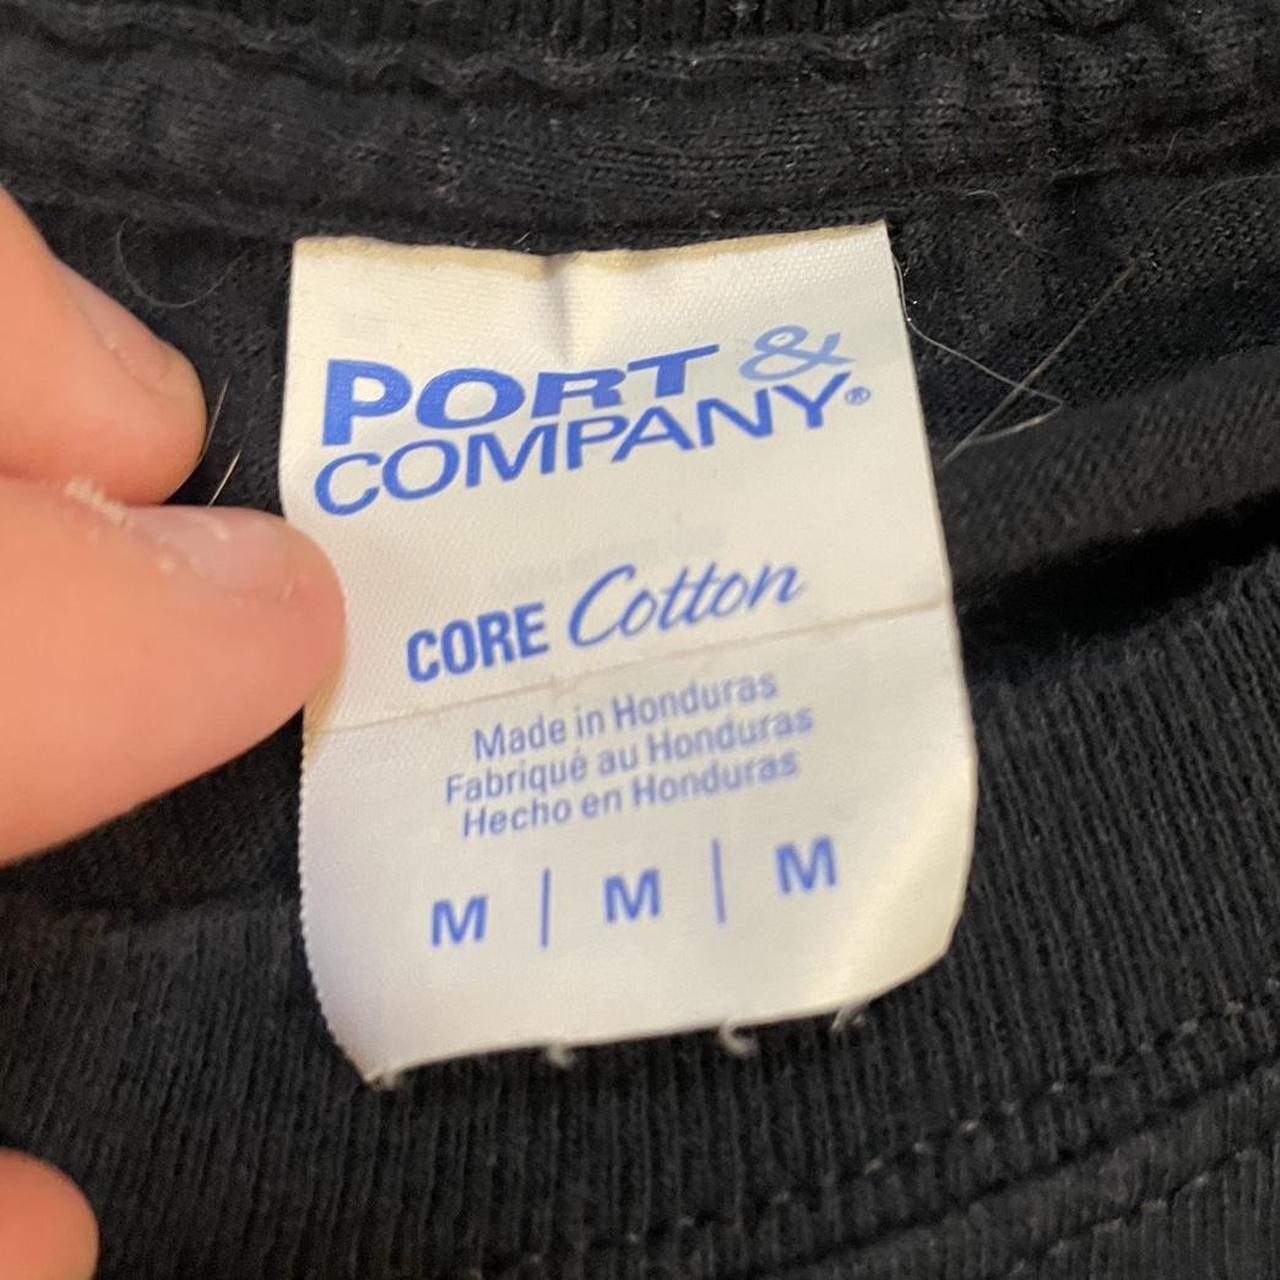 PORT &
COMPANY®
CORE Cotton
Made in Honduras
Fabriqué au Honduras
Hecho en Honduras
M | M | M